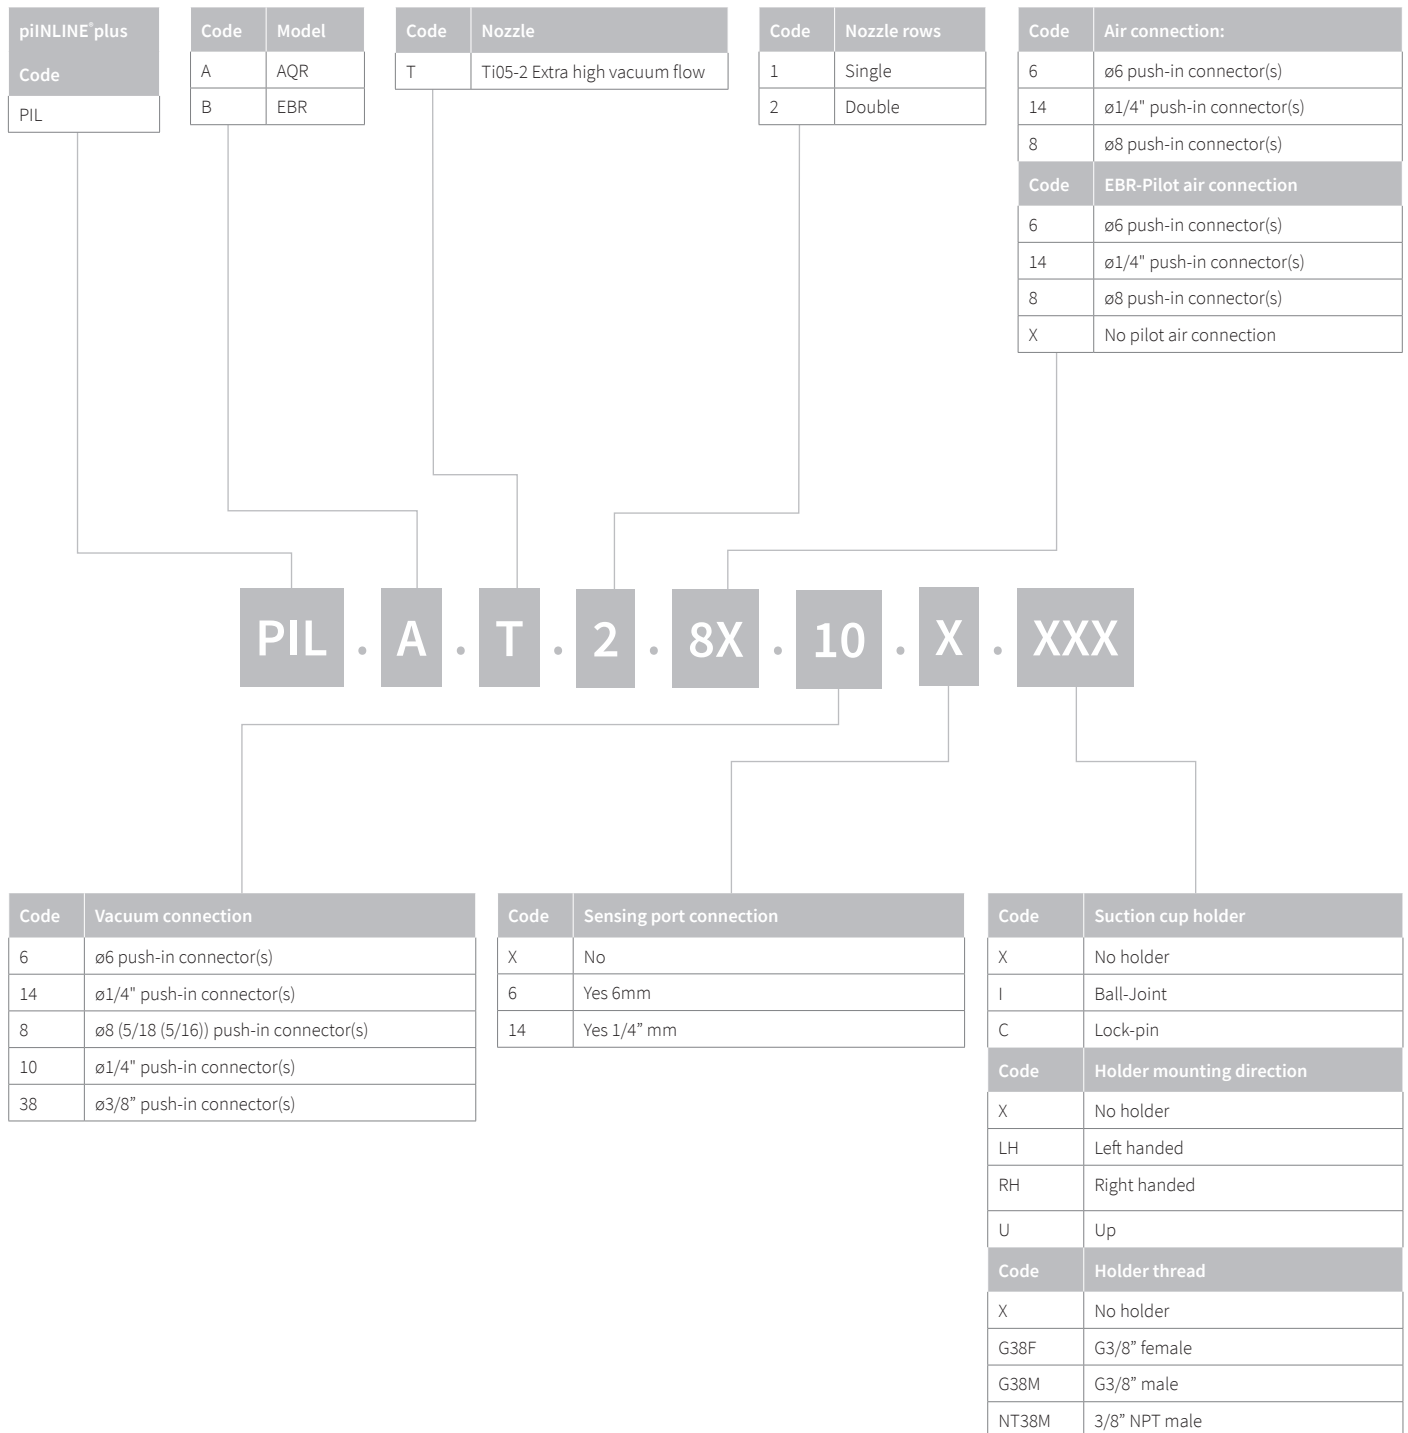 piINLINE®plus
Code
PIL
Code Model
A AQR
B EBR
Code Nozzle
T Ti05-2 Extra high vacuum flow
Code Nozzle rows
1 Single
2 Double
Code Air connection:
6 ø6 push-in connector(s)
14 ø1/4" push-in connector(s)
8 ø8 push-in connector(s)
Code EBR-Pilot air connection
6 ø6 push-in connector(s)
14 ø1/4" push-in connector(s)
8 ø8 push-in connector(s)
X No pilot air connection
PIL . A . T . 2 . 8X . 10 . X . XXX
Code Vacuum connection
6 ø6 push-in connector(s)
14 ø1/4" push-in connector(s)
8 ø8 (5/18 (5/16)) push-in connector(s)
10 ø1/4" push-in connector(s)
38 ø3/8” push-in connector(s)
Code Sensing port connection
X No
6 Yes 6mm
14 Yes 1/4” mm
Code Suction cup holder
X No holder
I Ball-Joint
C Lock-pin
Code Holder mounting direction
X No holder
LH Left handed
RH Right handed
U Up
Code Holder thread
X No holder
G38F G3/8” female
G38M G3/8” male
NT38M 3/8” NPT male